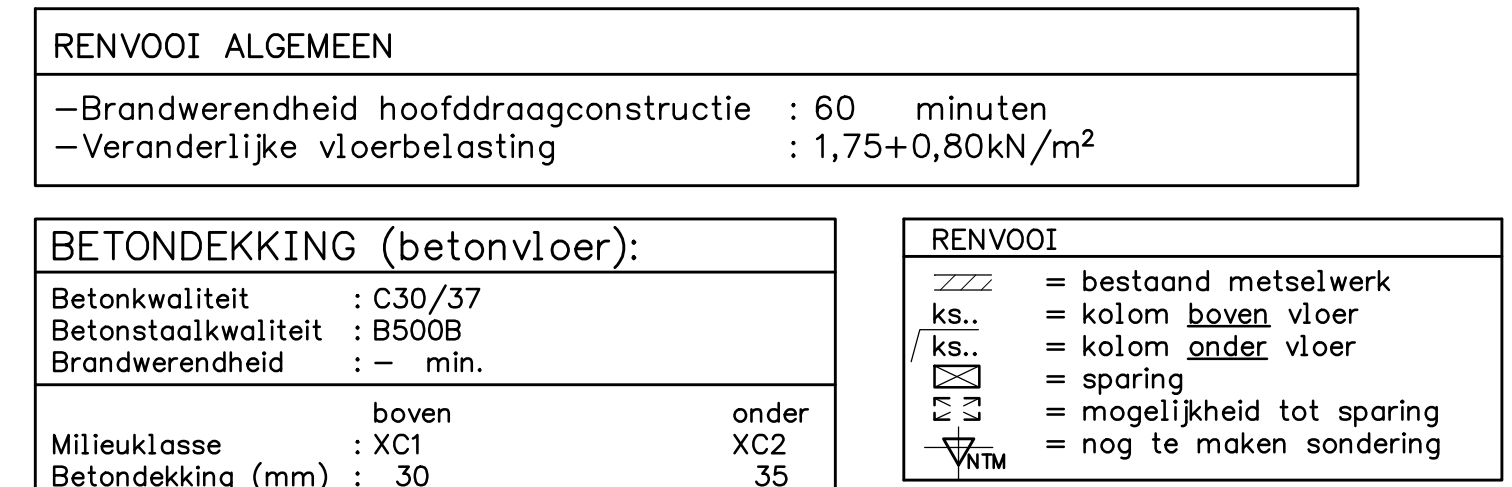 RENVOOI ALGEMEEN
-Brandwerendheid hoofddraagconstructie : 60 minuten
-Veranderlijke vloerbelasting : 1,75+0,80kN/m²
BETONDEKKING (betonvloer):
Betonkwaliteit : C30/37
Betonstaalkwaliteit : B500B
Brandwerendheid : - min.
boven onder
Milieuklasse : XC1 XC2
Betondekking (mm) : 30 35
RENVOOI
= bestaand metselwerk
ks.. = kolom boven vloer
ks.. = kolom onder vloer
= sparing
= mogelijkheid tot sparing
NTM = nog te maken sondering